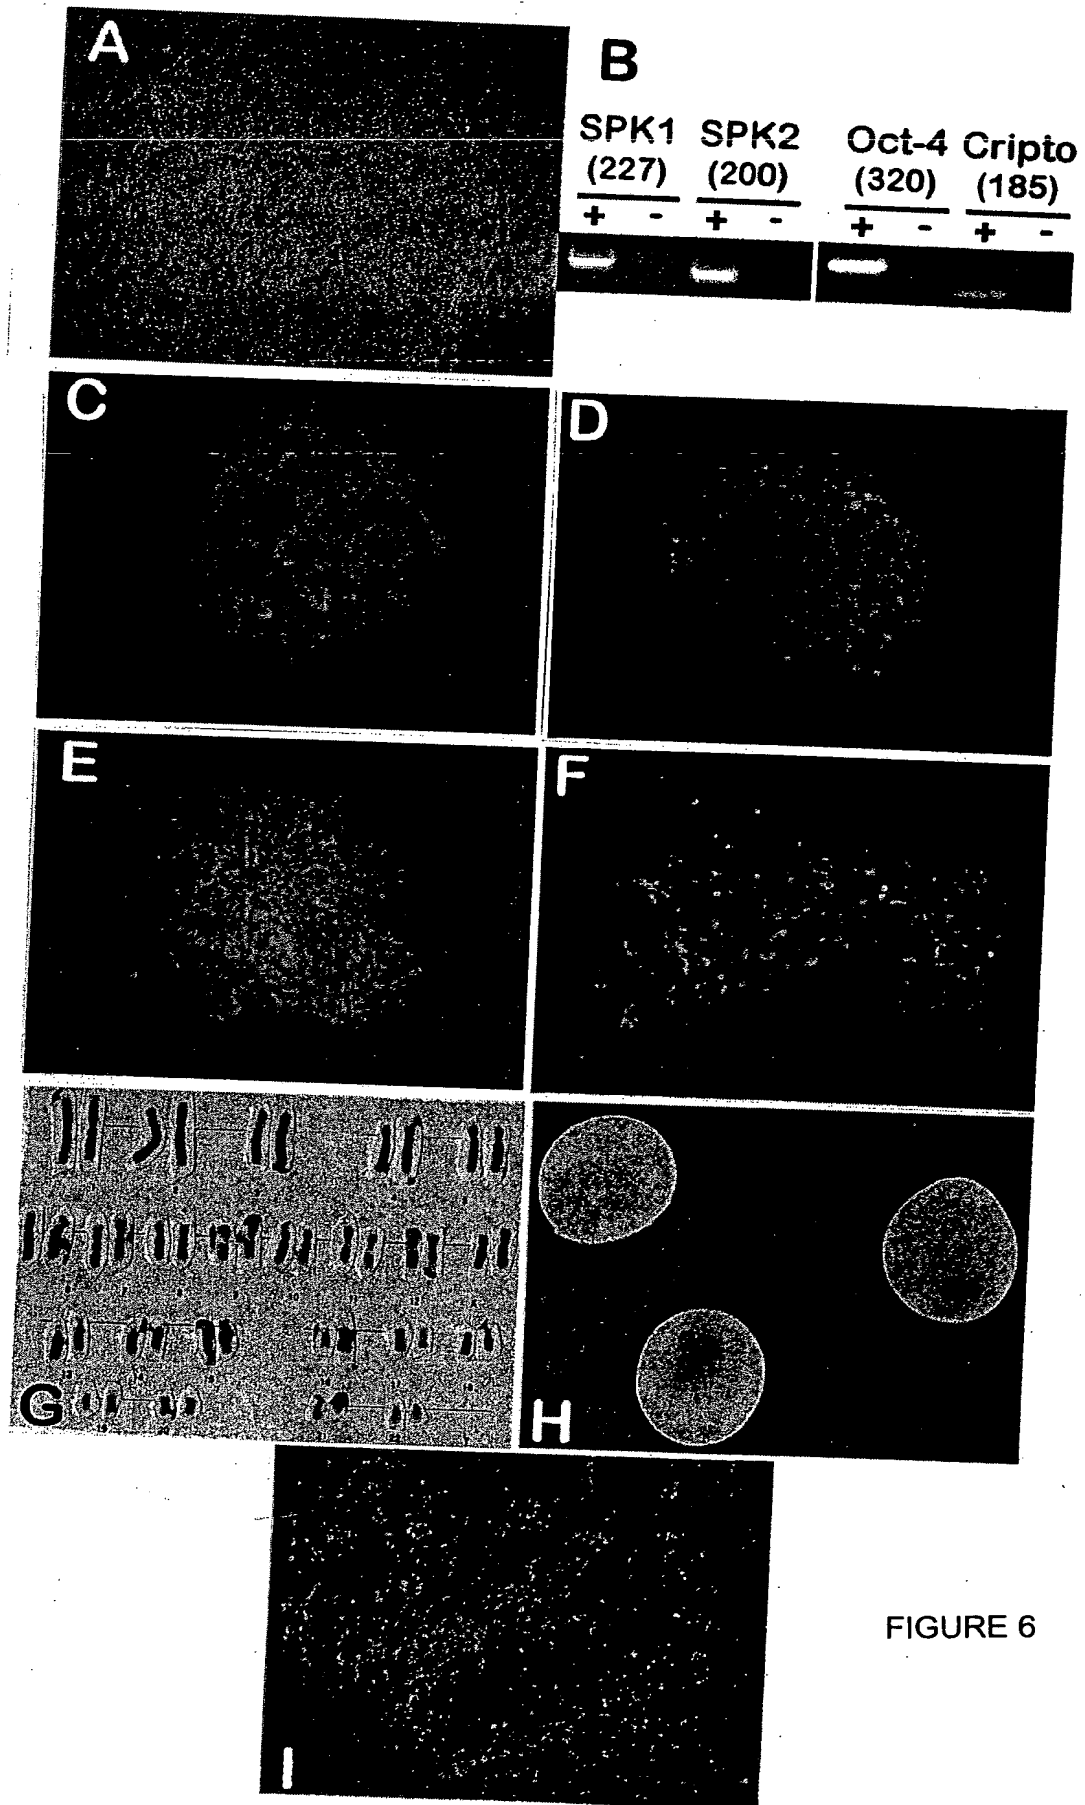 A
B
SPK1 SPK2 Oct-4 Cripto
(227) (200) (320) (185)
+ - + - + - + -
C
D
E
F
G
H
I
FIGURE 6